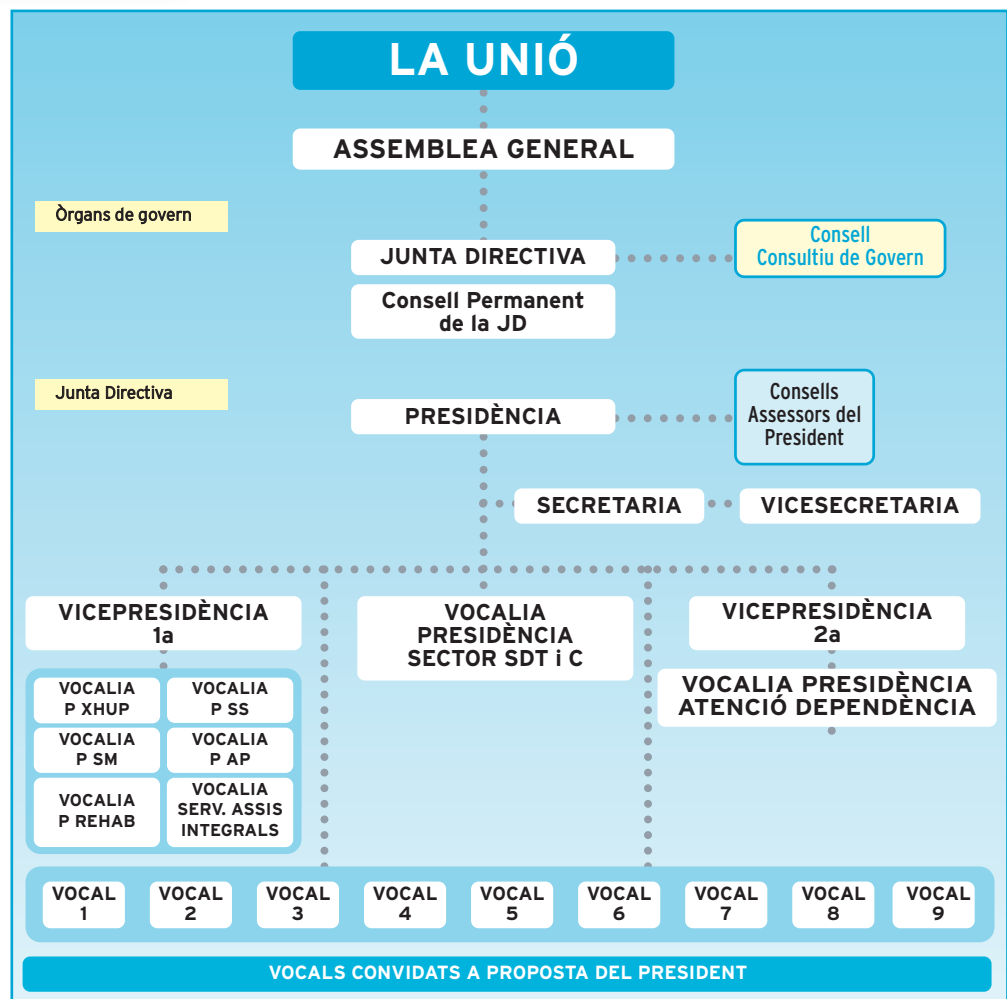 LA UNIÓ
ASSEMBLEA GENERAL
Òrgans de govern
JUNTA DIRECTIVA
Consell
Consultiu de Govern
Consell Permanent
de la JD
Junta Directiva
PRESIDÈNCIA
Consells
Assessors del
President
SECRETARIA
VICESECRETARIA
VICEPRESIDÈNCIA
1a
VOCALIA
PRESIDÈNCIA
SECTOR SDT i C
VICEPRESIDÈNCIA
2a
VOCALIA PRESIDÈNCIA
ATENCIÓ DEPENDÈNCIA
VOCALIA
P XHUP
VOCALIA
P SS
VOCALIA
P SM
VOCALIA
P AP
VOCALIA
P REHAB
VOCALIA
SERV. ASSIS
INTEGRALS
VOCAL
1
VOCAL
2
VOCAL
3
VOCAL
4
VOCAL
5
VOCAL
6
VOCAL
7
VOCAL
8
VOCAL
9
VOCALS CONVIDATS A PROPOSTA DEL PRESIDENT